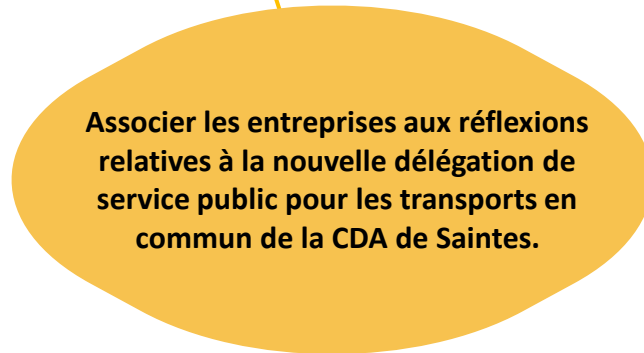 Associer les entreprises aux réflexions
relatives à la nouvelle délégation de
service public pour les transports en
commun de la CDA de Saintes.